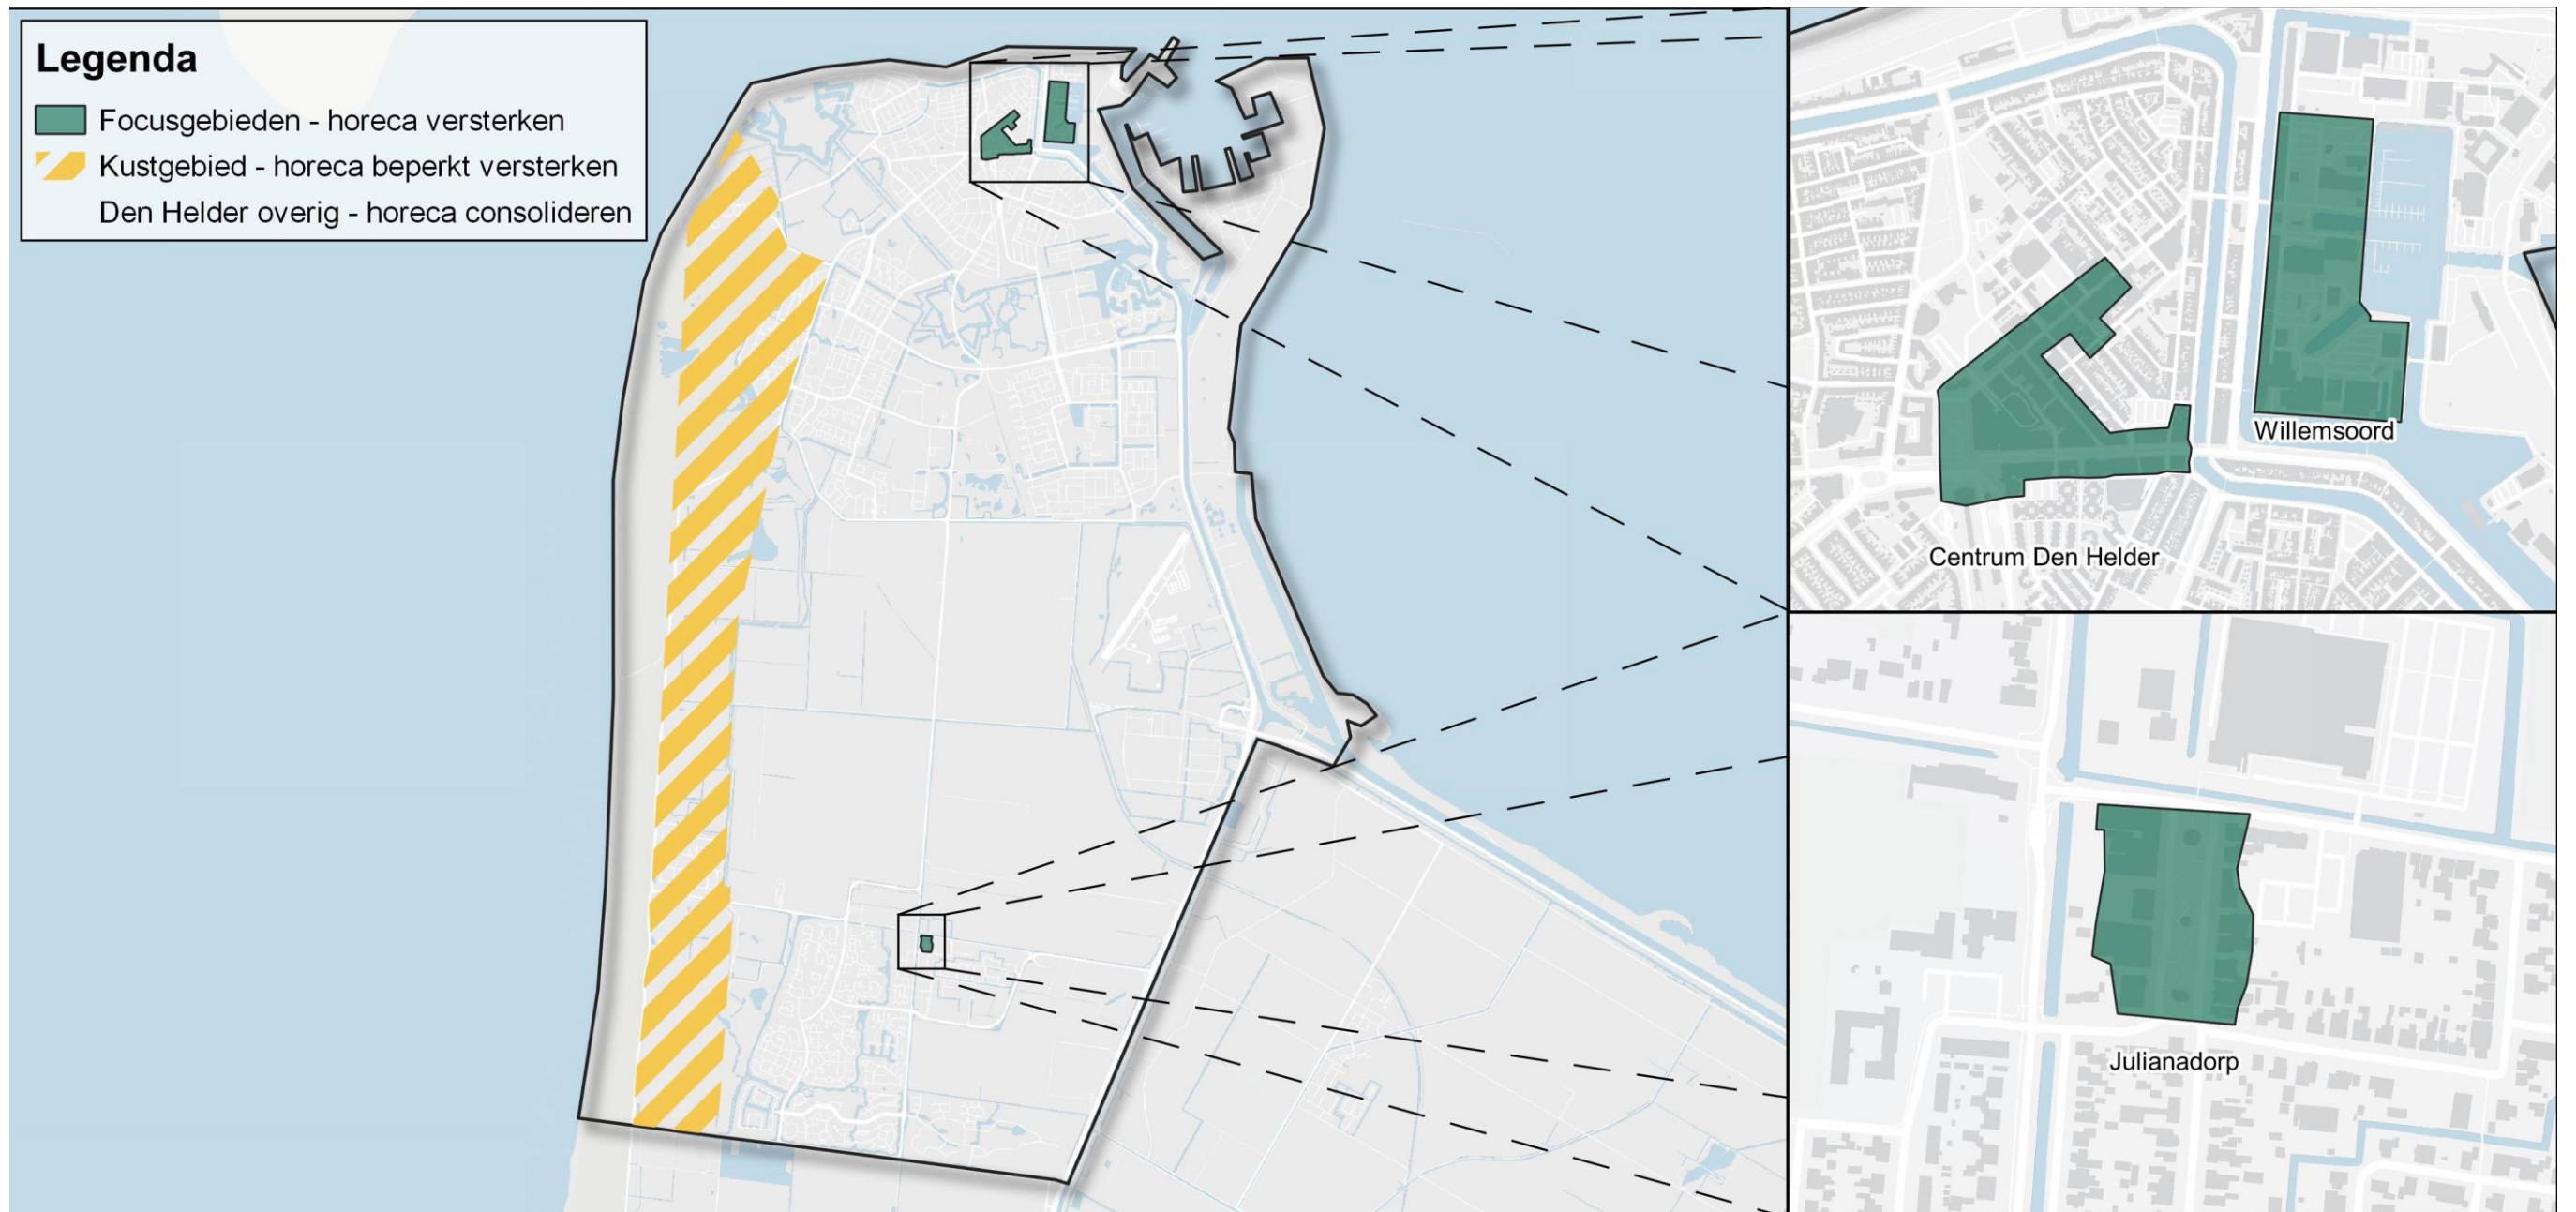 Legenda
Focusgebieden - horeca versterken
Kustgebied - horeca beperkt versterken
Den Helder overig - horeca consolideren
Willemsoord
Centrum Den Helder
Julianadorp